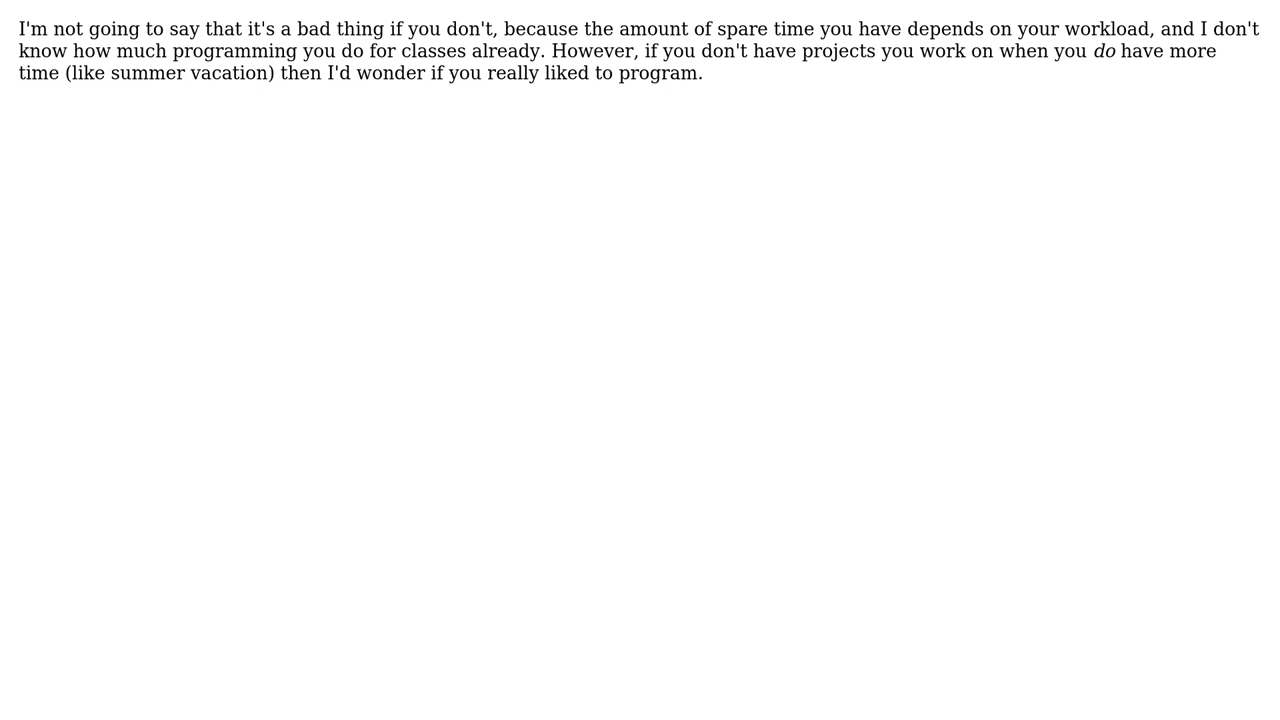 I'm not going to say that it's a bad thing if you don't, because the amount of spare time you have depends on your workload, and I don't
know how much programming you do for classes already. However, if you don't have projects you work on when you do have more
time (like summer vacation) then I'd wonder if you really liked to program.